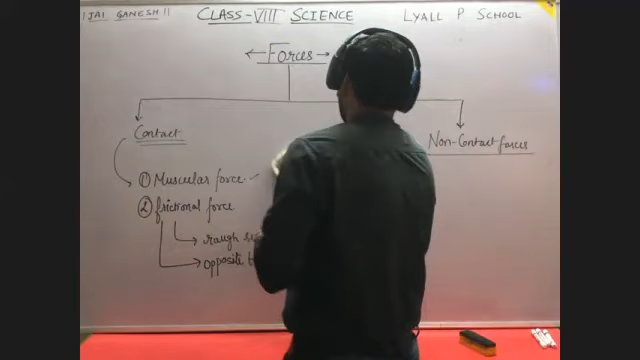 || JAI GANESH || CLASS-VIII SCIENCE LYALL P SCHOOL
Forces
Contact
Non-Contact forces
① Muscular force
② frictional force
rough
opposite